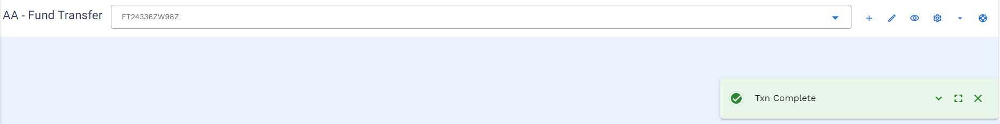 AA - Fund Transfer
FT24336ZW98Z
Txn Complete